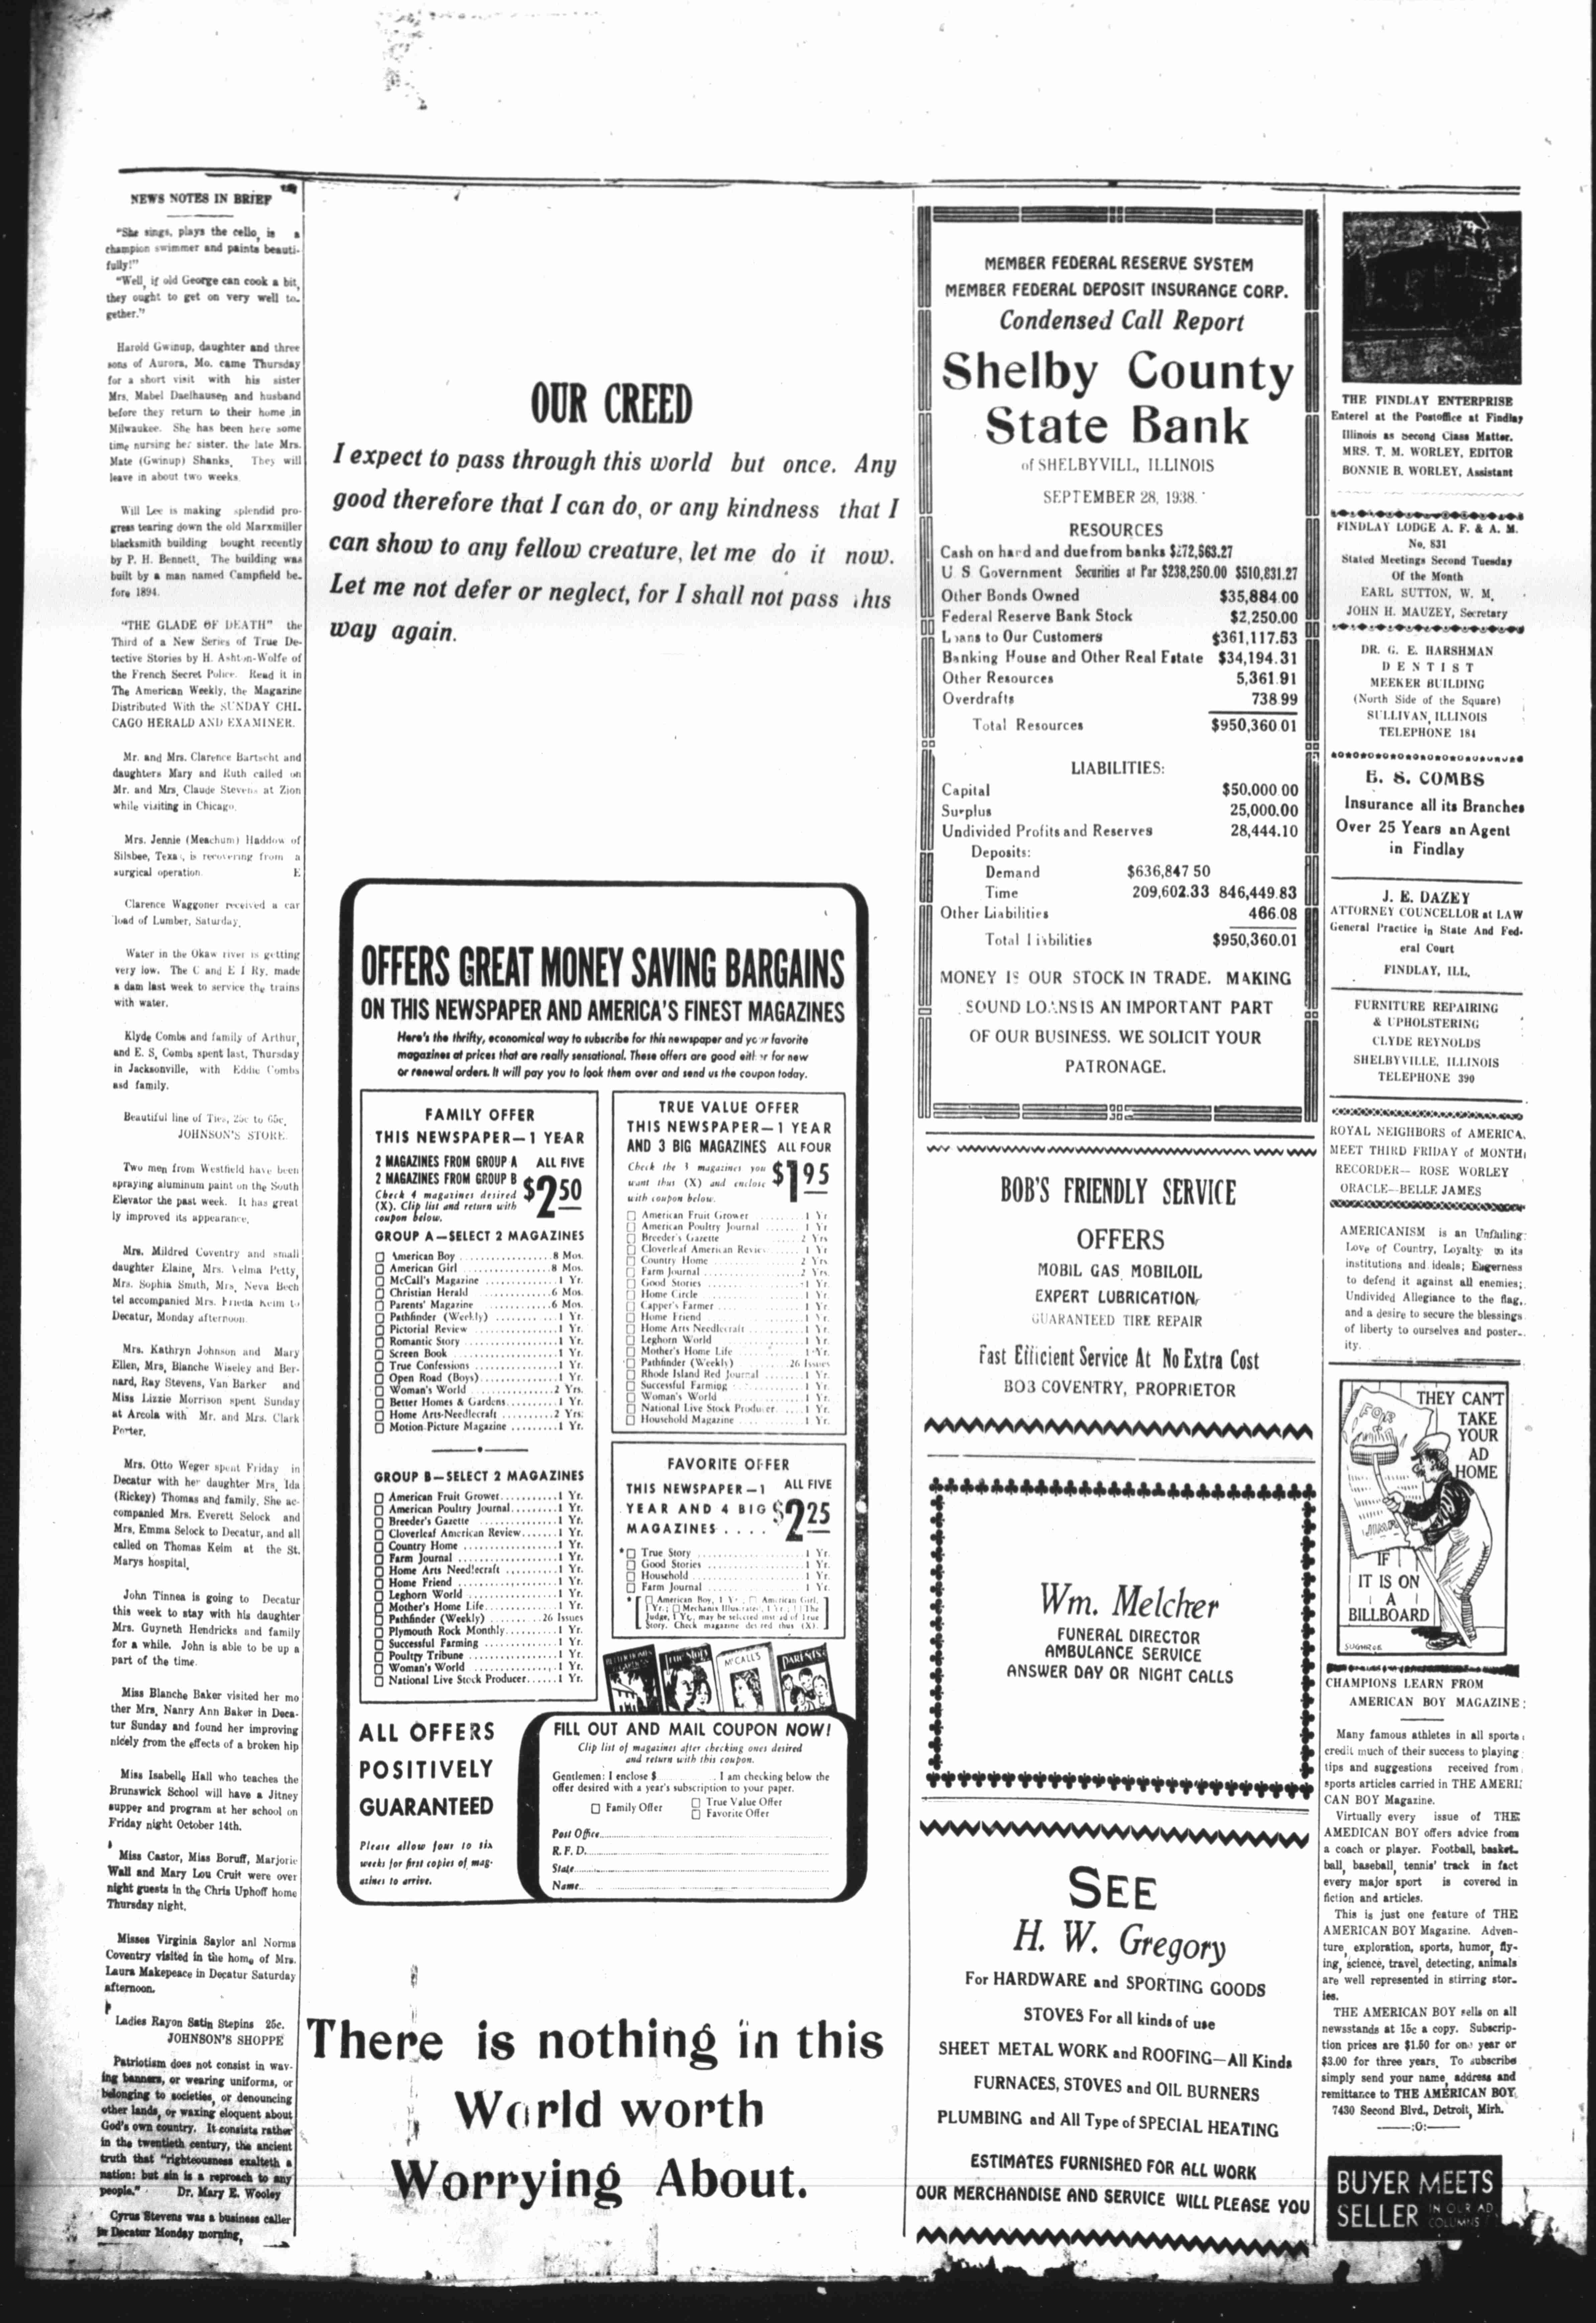 NEWS NOTES IN BRIEF
"She sings, plays the cello, is a
champion swimmer and paints beauti-
fully!"
"Well, if old George can cook a bit,
they ought to get on very well to-
gether."
Harold Gwinup, daughter and three
sons of Aurora, Mo. came Thursday
for a short visit with his sister
Mrs. Mabel Daelhausen and husband
before they return to their home in
Milwaukee. She has been here some
time nursing her sister, the late Mrs.
Mate (Gwinup) Shanks. They will
leave in about two weeks.
Will Lee is making splendid pro-
gress tearing down the old Marxmiller
blacksmith building bought recently
by P. H. Bennett. The building was
built by a man named Campfield be-
fore 1894.
"THE GLADE OF DEATH" the
Third of a New Series of True De-
tective Stories by H. Ashton-Wolfe of
the French Secret Police. Read it in
The American Weekly, the Magazine
Distributed With the SUNDAY CHI-
CAGO HERALD AND EXAMINER.
Mr. and Mrs. Clarence Bartscht and
daughters Mary and Ruth called on
Mr. and Mrs. Claude Stevens at Zion
while visiting in Chicago.
Mrs. Jennie (Meachum) Haddow of
Silsbee, Texas, is recovering from a
surgical operation. E
Clarence Waggoner received a car
load of Lumber, Saturday.
Water in the Okaw river is getting
very low. The C and E I Ry. made
a dam last week to service the trains
with water.
Klyde Combs and family of Arthur,
and E. S. Combs spent last, Thursday
in Jacksonville, with Eddie Combs
asd family.
Beautiful line of Ties, 25c to 65c.
JOHNSON'S STORE.
Two men from Westfield have been
spraying aluminum paint on the South
Elevator the past week. It has great
ly improved its appearance.
Mrs. Mildred Coventry and small
daughter Elaine, Mrs. Velma Petty,
Mrs. Sophia Smith, Mrs. Neva Bech
tel accompanied Mrs. Frieda Keim to
Decatur, Monday afternoon.
Mrs. Kathryn Johnson and Mary
Ellen, Mrs. Blanche Wiseley and Ber-
nard, Ray Stevens, Van Barker and
Miss Lizzie Morrison spent Sunday
at Arcola with Mr. and Mrs. Clark
Porter.
Mrs. Otto Weger spent Friday in
Decatur with her daughter Mrs. Ida
(Rickey) Thomas and family. She ac-
companied Mrs. Everett Selock and
Mrs. Emma Selock to Decatur, and all
called on Thomas Keim at the St.
Marys hospital.
John Tinnea is going to Decatur
this week to stay with his daughter
Mrs. Guyneth Hendricks and family
for a while. John is able to be up a
part of the time.
Miss Blanche Baker visited her mo
ther Mrs. Nanry Ann Baker in Deca-
tur Sunday and found her improving
nicely from the effects of a broken hip
Miss Isabelle Hall who teaches the
Brunswick School will have a Jitney
supper and program at her school on
Friday night October 14th.
Miss Castor, Miss Boruff, Marjorie
Wall and Mary Lou Cruit were over
night guests in the Chris Uphoff home
Thursday night.
Misses Virginia Saylor anl Norma
Coventry visited in the home of Mrs.
Laura Makepeace in Decatur Saturday
afternoon.
Ladies Rayon Satin Stepins 25c.
JOHNSON'S SHOPPE
Patriotism does not consist in wav-
ing banners, or wearing uniforms, or
belonging to societies, or denouncing
other lands, or waxing eloquent about
God's own country. It consists rather
in the twentieth century, the ancient
truth that "righteousness exalteth a
nation: but sin is a reproach to any
people." Dr. Mary E. Wooley
Cyrus Stevens was a business caller
in Decatur Monday morning.
OUR CREED
I expect to pass through this world but once. Any
good therefore that I can do, or any kindness that I
can show to any fellow creature, let me do it now.
Let me not defer or neglect, for I shall not pass this
way again.
OFFERS GREAT MONEY SAVING BARGAINS
ON THIS NEWSPAPER AND AMERICA'S FINEST MAGAZINES
Here's the thrifty, economical way to subscribe for this newspaper and your favorite
magazines at prices that are really sensational. These offers are good either for new
or renewal orders. It will pay you to look them over and send us the coupon today.
FAMILY OFFER
THIS NEWSPAPER—1 YEAR
2 MAGAZINES FROM GROUP A ALL FIVE
2 MAGAZINES FROM GROUP B
Check 4 magazines desired
(X). Clip list and return with
coupon below.
$2.50
GROUP A—SELECT 2 MAGAZINES
American Boy 8 Mos.
American Girl 8 Mos.
McCall's Magazine 1 Yr.
Christian Herald 6 Mos.
Parents' Magazine 6 Mos.
Pathfinder (Weekly) 1 Yr.
Pictorial Review 1 Yr.
Romantic Story 1 Yr.
Screen Book 1 Yr.
True Confessions 1 Yr.
Open Road (Boys) 1 Yr.
Woman's World 2 Yrs.
Better Homes & Gardens 1 Yr.
Home Arts-Needlecraft 2 Yrs.
Motion Picture Magazine 1 Yr.
GROUP B—SELECT 2 MAGAZINES
American Fruit Grower 1 Yr.
American Poultry Journal 1 Yr.
Breeder's Gazette 1 Yr.
Cloverleaf American Review 1 Yr.
Country Home 1 Yr.
Farm Journal 1 Yr.
Home Arts Needlecraft 1 Yr.
Home Friend 1 Yr.
Leghorn World 1 Yr.
Mother's Home Life 1 Yr.
Pathfinder (Weekly) 26 Issues
Plymouth Rock Monthly 1 Yr.
Successful Farming 1 Yr.
Poultry Tribune 1 Yr.
Woman's World 1 Yr.
National Live Stock Producer 1 Yr.
TRUE VALUE OFFER
THIS NEWSPAPER—1 YEAR
AND 3 BIG MAGAZINES ALL FOUR
Check the 3 magazines you
want thus (X) and enclose
with coupon below.
$1.95
American Fruit Grower 1 Yr
American Poultry Journal 1 Yr
Breeder's Gazette 2 Yrs
Cloverleaf American Review 1 Yr
Country Home 2 Yrs
Farm Journal 2 Yrs.
Good Stories 1 Yr.
Home Circle 1 Yr.
Capper's Farmer 1 Yr.
Home Friend 1 Yr.
Home Arts Needlecraft 1 Yr.
Leghorn World 1 Yr.
Mother's Home Life 1 Yr.
Pathfinder (Weekly) 26 Issues
Rhode Island Red Journal 1 Yr.
Successful Farming 1 Yr.
Woman's World 1 Yr.
National Live Stock Producer 1 Yr.
Household Magazine 1 Yr.
FAVORITE OFFER
THIS NEWSPAPER—1 ALL FIVE
YEAR AND 4 BIG
MAGAZINES . . . .
$2.25
True Story 1 Yr.
Good Stories 1 Yr.
Household 1 Yr.
Farm Journal 1 Yr.
American Boy, 1 Yr.; American Girl,
1 Yr.; Mechanix Illustrated, 1 Yr.; The
Judge, 1 Yr. may be selected instead of True
Story. Check magazine desired thus (X).
TRUE STORY
McCALL'S
PARENTS'
ALL OFFERS
POSITIVELY
GUARANTEED
Please allow four to six
weeks for first copies of mag-
azines to arrive.
FILL OUT AND MAIL COUPON NOW!
Clip list of magazines after checking ones desired
and return with this coupon.
Gentlemen: I enclose $ . I am checking below the
offer desired with a year's subscription to your paper.
Family Offer True Value Offer
Favorite Offer
Post Office
R. F. D.
State
Name
There is nothing in this
World worth
Worrying About.
MEMBER FEDERAL RESERVE SYSTEM
MEMBER FEDERAL DEPOSIT INSURANGE CORP.
Condensed Call Report
Shelby County
State Bank
of SHELBYVILL, ILLINOIS
SEPTEMBER 28, 1938.
RESOURCES
Cash on hard and due from banks $272,563.27
U S Government Securities at Par $238,250.00 $510,831.27
Other Bonds Owned $35,884.00
Federal Reserve Bank Stock $2,250.00
Loans to Our Customers $361,117.53
Banking House and Other Real Estate $34,194.31
Other Resources 5,361.91
Overdrafts 738 99
Total Resources $950,360 01
LIABILITIES:
Capital $50.000 00
Surplus 25,000.00
Undivided Profits and Reserves 28,444.10
Deposits:
Demand $636,847 50
Time 209,602.33 846,449.83
Other Liabilities 466.08
Total Liabilities $950,360.01
MONEY IS OUR STOCK IN TRADE. MAKING
SOUND LOANS IS AN IMPORTANT PART
OF OUR BUSINESS. WE SOLICIT YOUR
PATRONAGE.
BOB'S FRIENDLY SERVICE
OFFERS
MOBIL GAS MOBILOIL
EXPERT LUBRICATION,
GUARANTEED TIRE REPAIR
Fast Efficient Service At No Extra Cost
BOB COVENTRY, PROPRIETOR
Wm. Melcher
FUNERAL DIRECTOR
AMBULANCE SERVICE
ANSWER DAY OR NIGHT CALLS
SEE
H. W. Gregory
For HARDWARE and SPORTING GOODS
STOVES For all kinds of use
SHEET METAL WORK and ROOFING—All Kinds
FURNACES, STOVES and OIL BURNERS
PLUMBING and All Type of SPECIAL HEATING
ESTIMATES FURNISHED FOR ALL WORK
OUR MERCHANDISE AND SERVICE WILL PLEASE YOU
THE FINDLAY ENTERPRISE
Enterel at the Postoffice at Findlay
Illinois as Second Class Matter.
MRS. T. M. WORLEY, EDITOR
BONNIE B. WORLEY, Assistant
FINDLAY LODGE A. F. & A. M.
No. 831
Stated Meetings Second Tuesday
Of the Month
EARL SUTTON, W. M.
JOHN H. MAUZEY, Secretary
DR. G. E. HARSHMAN
DENTIST
MEEKER BUILDING
(North Side of the Square)
SULLIVAN, ILLINOIS
TELEPHONE 184
E. S. COMBS
Insurance all its Branches
Over 25 Years an Agent
in Findlay
J. E. DAZEY
ATTORNEY COUNCELLOR at LAW
General Practice in State And Fed-
eral Court
FINDLAY, ILL.
FURNITURE REPAIRING
& UPHOLSTERING
CLYDE REYNOLDS
SHELBYVILLE, ILLINOIS
TELEPHONE 390
ROYAL NEIGHBORS of AMERICA.
MEET THIRD FRIDAY of MONTH
RECORDER— ROSE WORLEY
ORACLE—BELLE JAMES
AMERICANISM is an Unfailing
Love of Country, Loyalty to its
institutions and ideals; Eagerness
to defend it against all enemies;
Undivided Allegiance to the flag,
and a desire to secure the blessings
of liberty to ourselves and poster-
ity.
THEY CAN'T
TAKE
YOUR
AD
HOME
FOR
IF
IT IS ON
A
BILLBOARD
SUGHROE
CHAMPIONS LEARN FROM
AMERICAN BOY MAGAZINE
Many famous athletes in all sports
credit much of their success to playing
tips and suggestions received from
sports articles carried in THE AMERI-
CAN BOY Magazine.
Virtually every issue of THE
AMEDICAN BOY offers advice from
a coach or player. Football, basket-
ball, baseball, tennis' track in fact
every major sport is covered in
fiction and articles.
This is just one feature of THE
AMERICAN BOY Magazine. Adven-
ture, exploration, sports, humor, fly-
ing, science, travel, detecting, animals
are well represented in stirring stor-
ies.
THE AMERICAN BOY sells on all
newsstands at 15c a copy. Subscrip-
tion prices are $1.50 for one year or
$3.00 for three years. To subscribe
simply send your name, address and
remittance to THE AMERICAN BOY,
7430 Second Blvd., Detroit, Mirh.
—:O:—
BUYER MEETS
SELLER IN OUR AD
COLUMNS